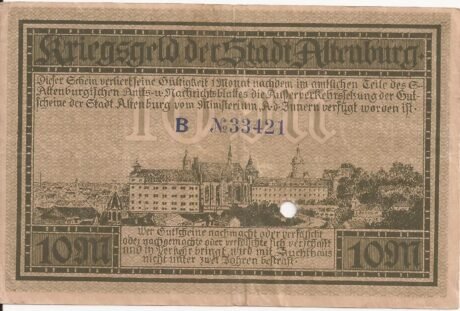 Kriegsgeld der Stadt Altenburg.
Dieser Schein verliert seine Gültigkeit 1 Monat nachdem im amtlichen Teile des S-
Altenburgischen Amts- u. Nachrichtsblattes die Außerverkehrssetzung der Gut-
scheine der Stadt Altenburg vom Ministerium, A. d. Innern verfügt worden ist.
10 M
B №33421
Wer Gutscheine nachmacht oder verfälscht
oder nachgemachte oder verfälschte sich verschafft
und in Verkehr bringt, wird mit Zuchthaus
nicht unter zwei Jahren bestraft.
10M 10M